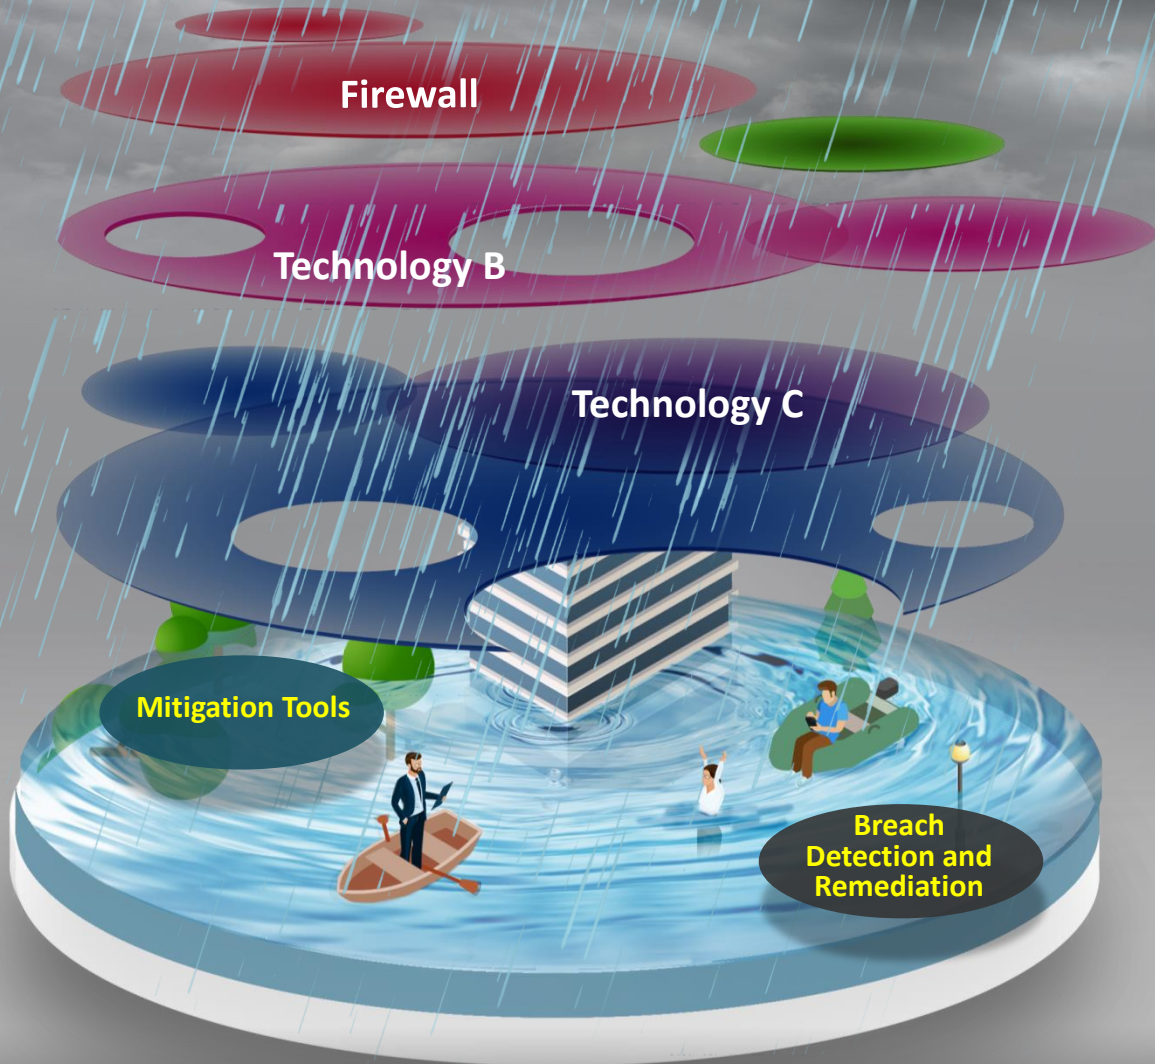 Firewall
Technology B
Technology C
Mitigation Tools
Breach
Detection and
Remediation